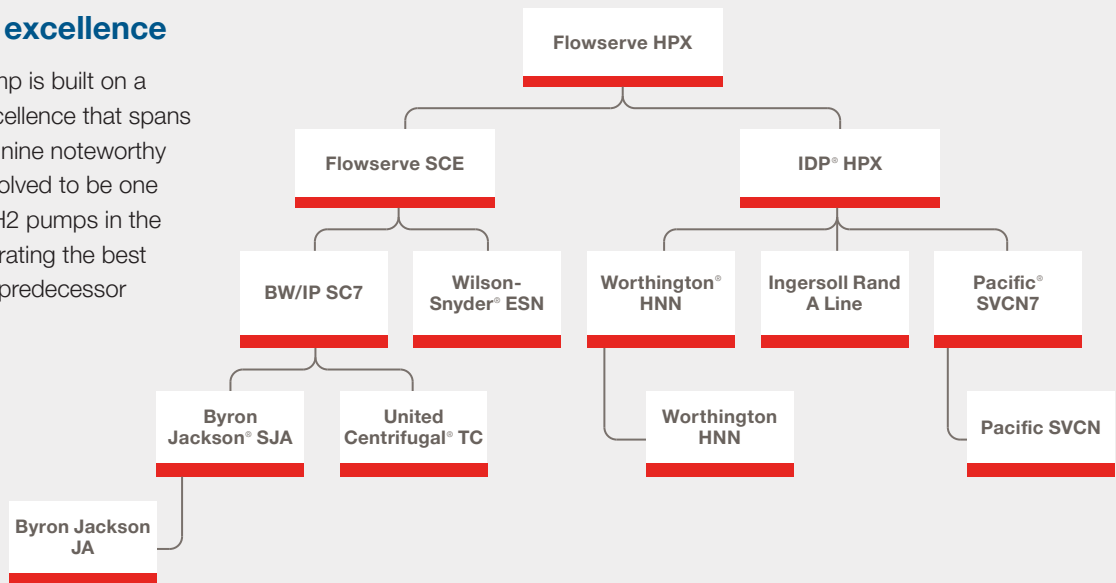 excellence
mp is built on a
cellence that spans
nine noteworthy
olved to be one
H2 pumps in the
rating the best
predecessor
Flowserve HPX
Flowserve SCE
IDP® HPX
BW/IP SC7
Wilson-
Snyder® ESN
Worthington®
HNN
Ingersoll Rand
A Line
Pacific®
SVCN7
Byron
Jackson® SJA
United
Centrifugal® TC
Worthington
HNN
Pacific SVCN
Byron Jackson
JA